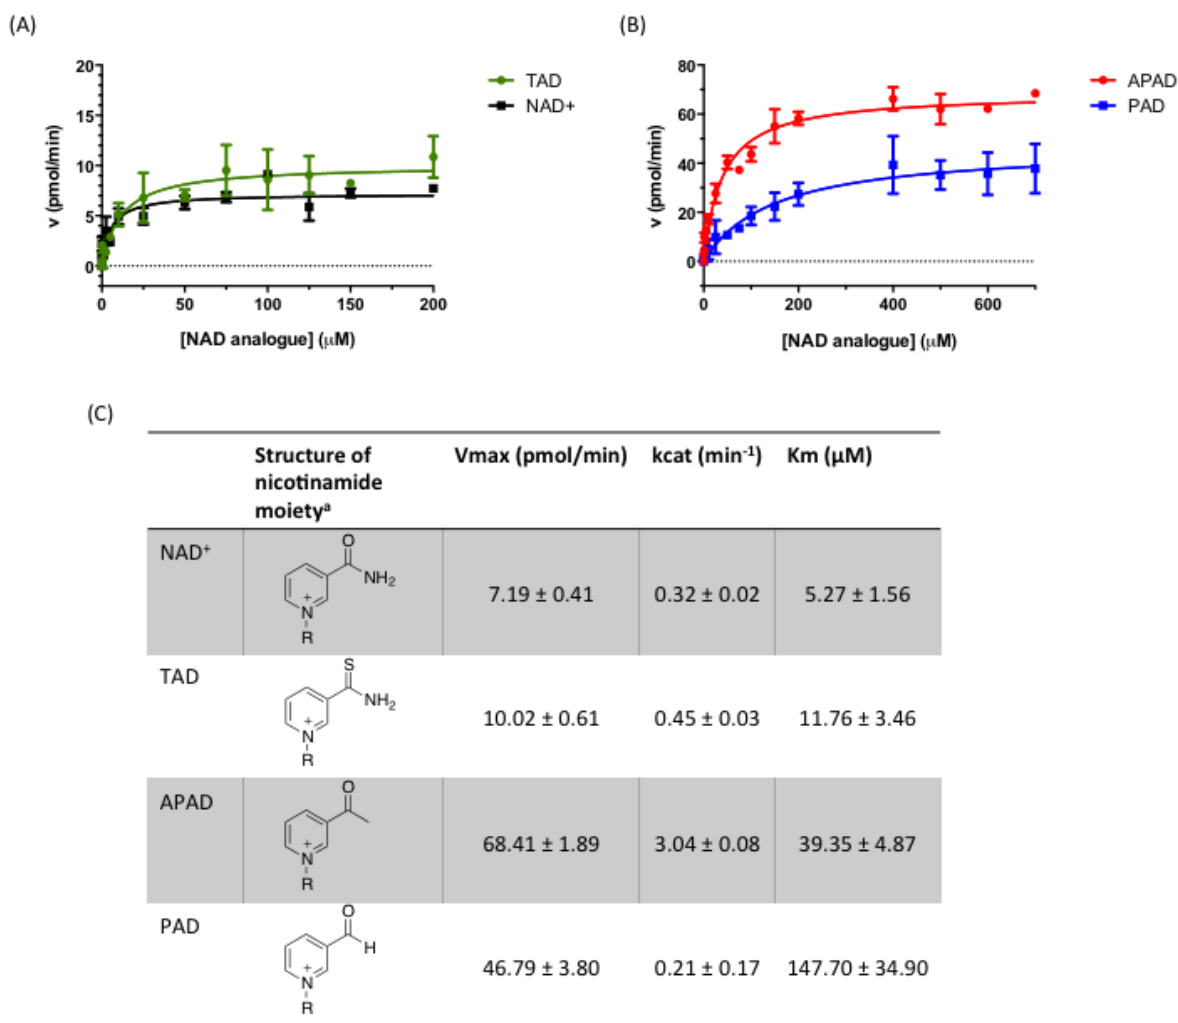 (A)
20
15
10
5
0
0 50 100 150 200
v (pmol/min)
[NAD analogue] (μM)
TAD
NAD+
(B)
80
60
40
20
0
0 200 400 600
v (pmol/min)
[NAD analogue] (μM)
APAD
PAD
(C)
Structure of nicotinamide moietyᵃ Vmax (pmol/min) kcat (min⁻¹) Km (μM)
NAD⁺ O NH₂ + N R 7.19 ± 0.41 0.32 ± 0.02 5.27 ± 1.56
TAD S NH₂ + N R 10.02 ± 0.61 0.45 ± 0.03 11.76 ± 3.46
APAD O + N R 68.41 ± 1.89 3.04 ± 0.08 39.35 ± 4.87
PAD O H + N R 46.79 ± 3.80 0.21 ± 0.17 147.70 ± 34.90